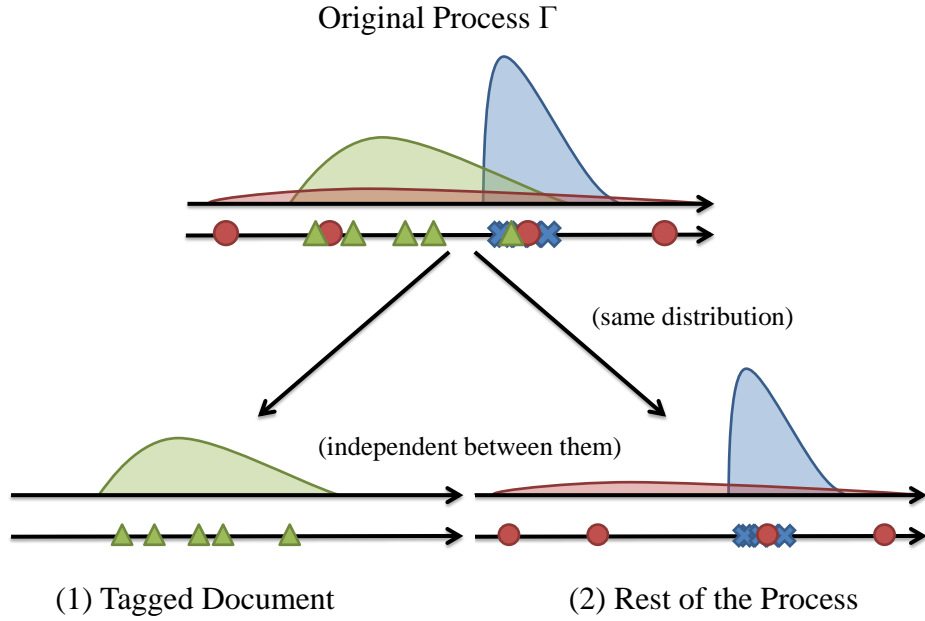 Original Process Γ
(same distribution)
(independent between them)
(1) Tagged Document
(2) Rest of the Process